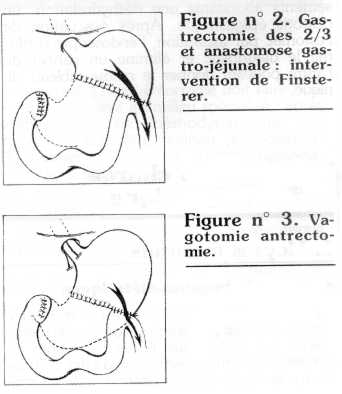 Figure n° 2. Gas-
trectomie des 2/3
et anastomose gas-
tro-jéjunale : inter-
vention de Finste-
rer.
Figure n° 3. Va-
gotomie antrecto-
mie.